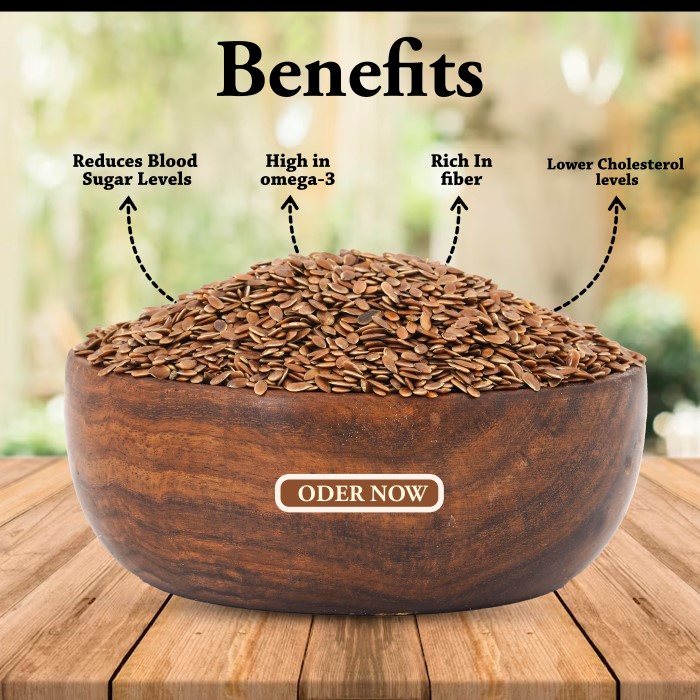 Benefits
Reduces Blood
Sugar Levels
High in
omega-3
Rich In
fiber
Lower Cholesterol
levels
ODER NOW